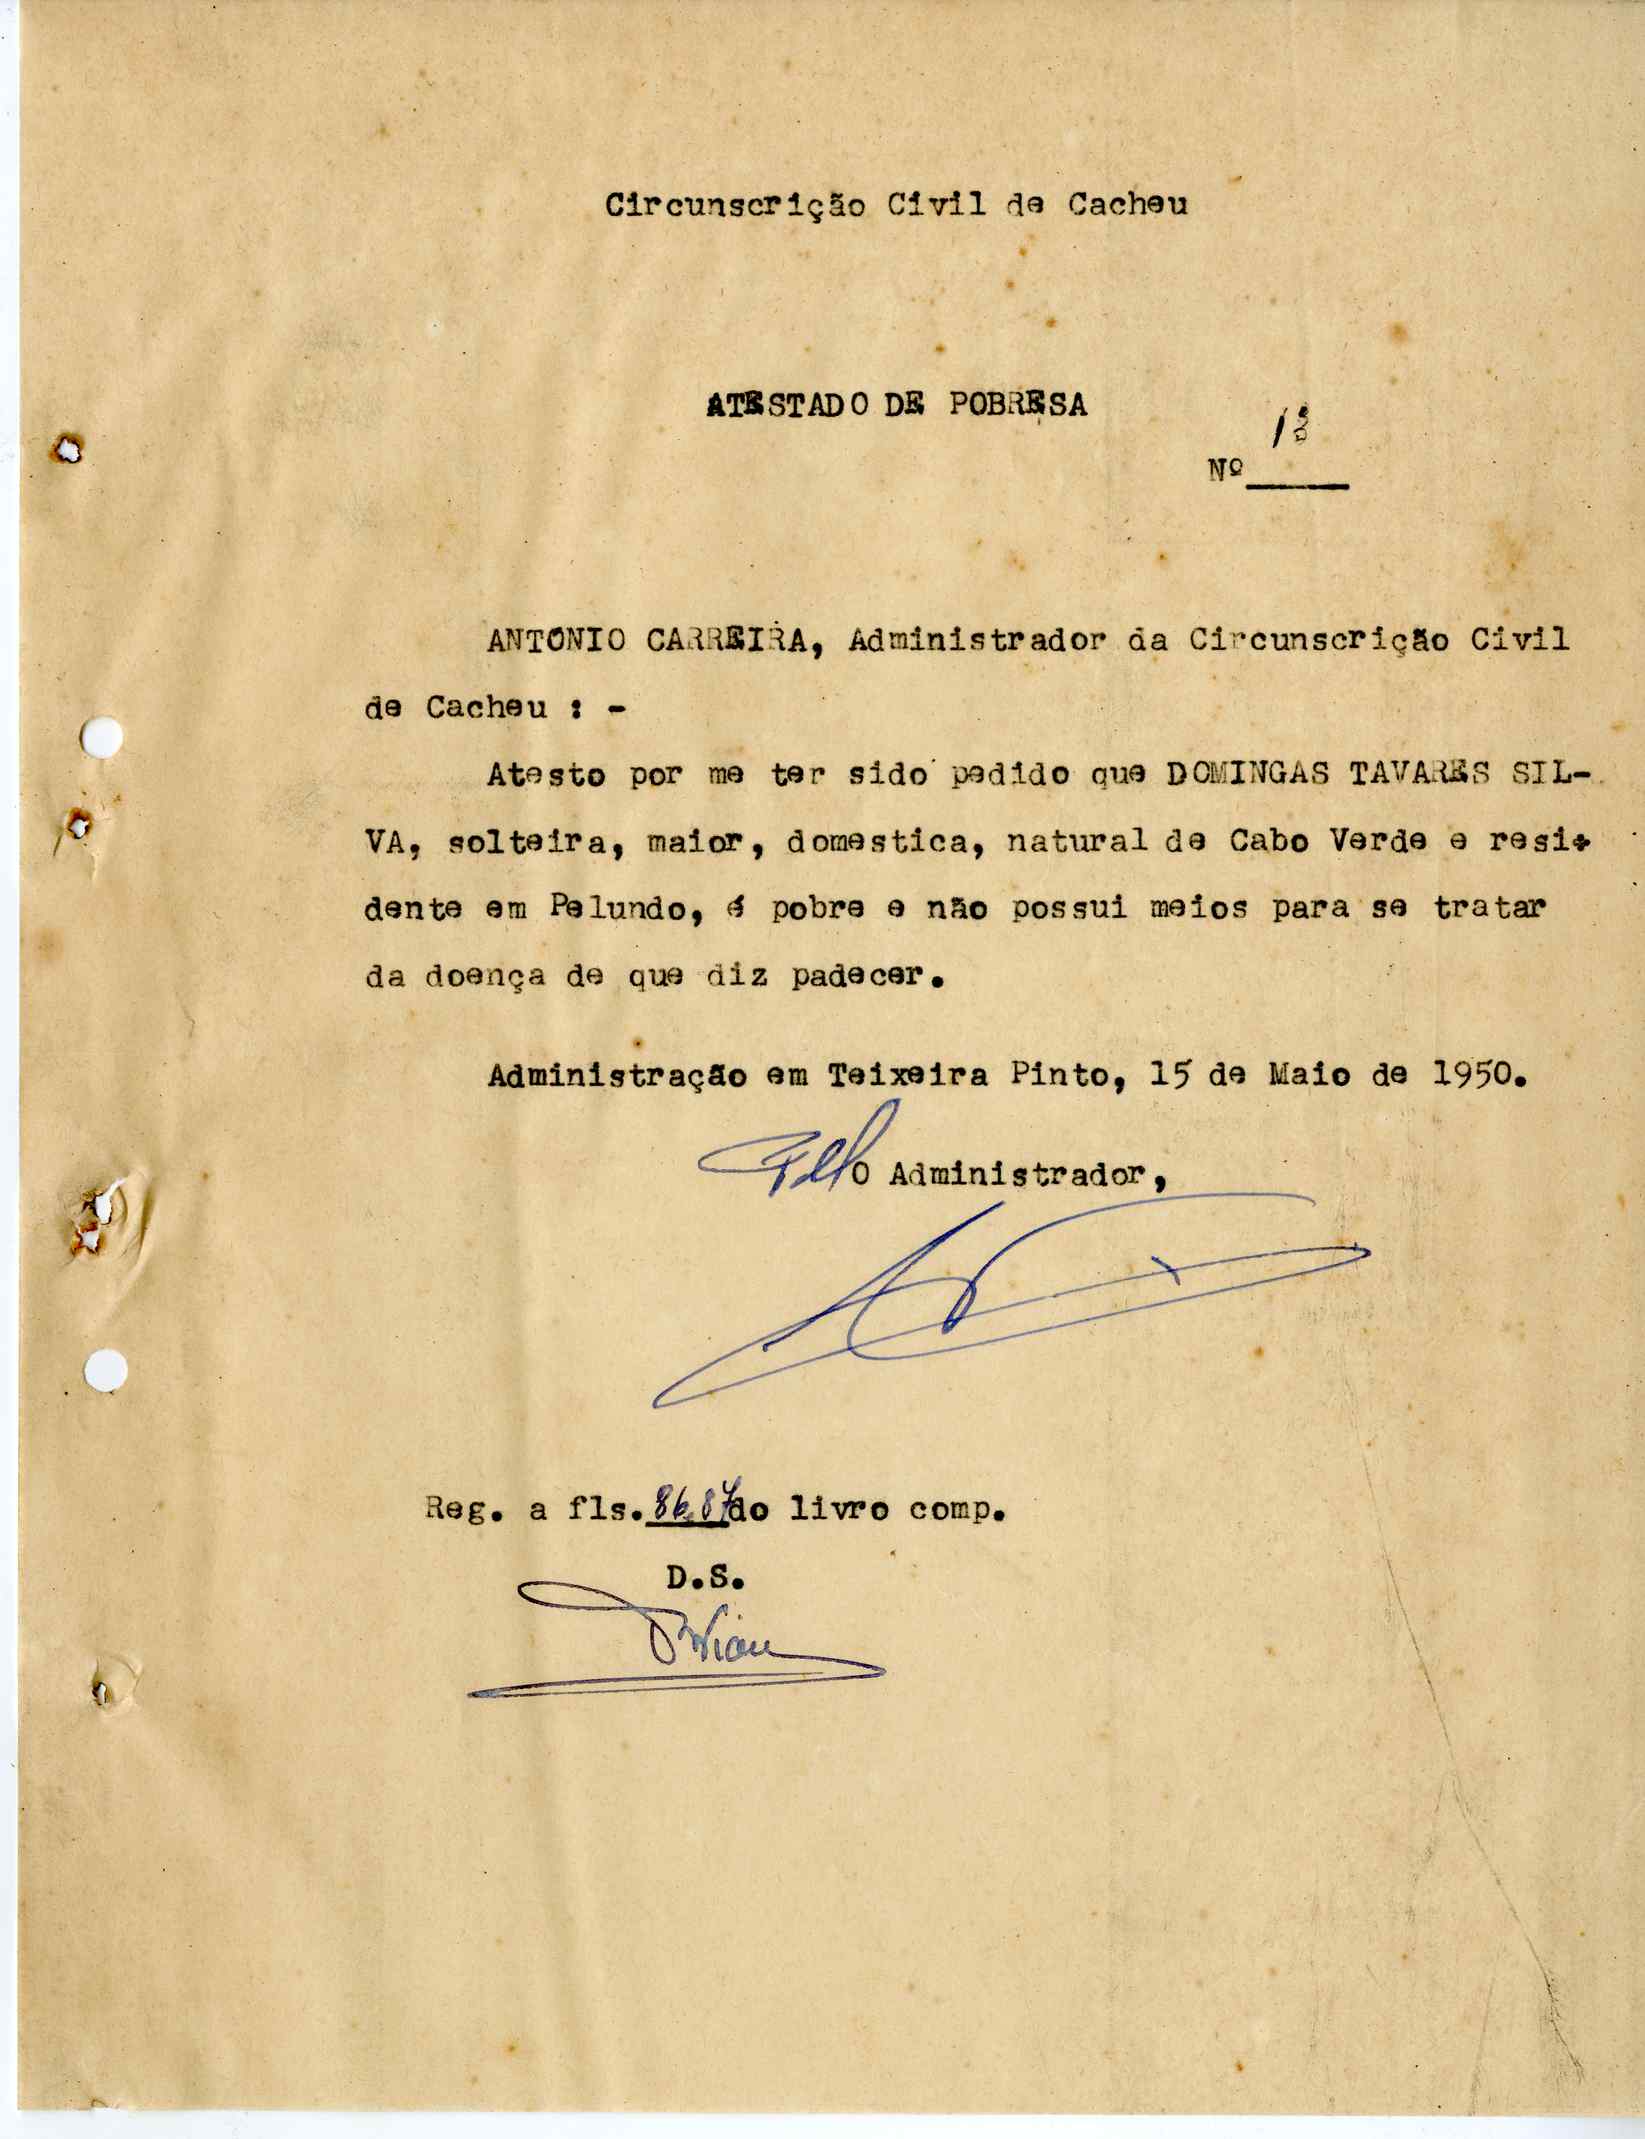 Circunscrição Civil de Cacheu
ATESTADO DE POBRESA
13
Nº
ANTONIO CARREIRA, Administrador da Circunscrição Civil
de Cacheu : -
Atesto por me ter sido pedido que DOMINGAS TAVARES SIL-
VA, solteira, maior, domestica, natural de Cabo Verde e resi-
dente em Pelundo, é pobre e não possui meios para se tratar
da doença de que diz padecer.
Administração em Teixeira Pinto, 15 de Maio de 1950.
Pel O Administrador,
Reg. a fls. 86.87 do livro comp.
D.S.